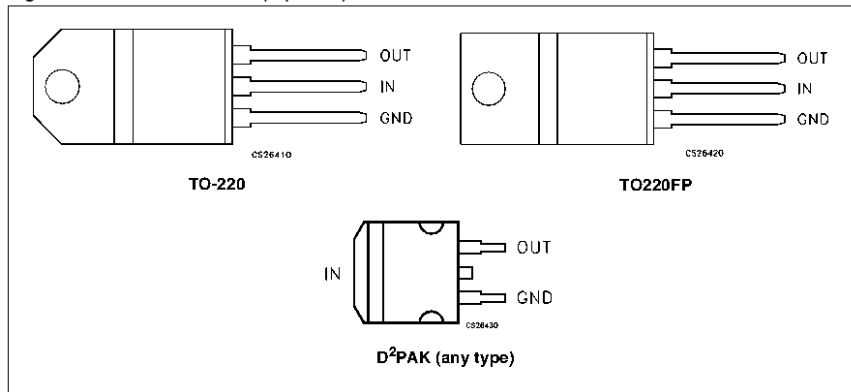 OUT
IN
GND
CS26410
TO-220
OUT
IN
GND
CS26420
TO220FP
IN
OUT
GND
CS26430
D²PAK (any type)